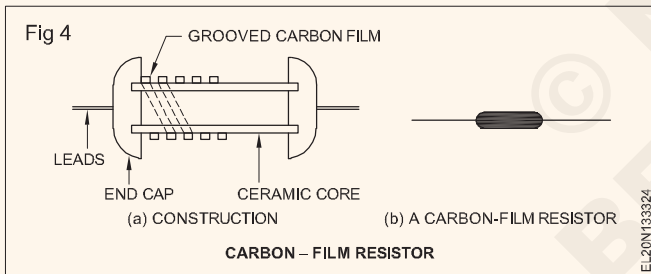 Fig 4
GROOVED CARBON FILM
LEADS
END CAP
CERAMIC CORE
(a) CONSTRUCTION
(b) A CARBON-FILM RESISTOR
CARBON – FILM RESISTOR
EL20N133324
©